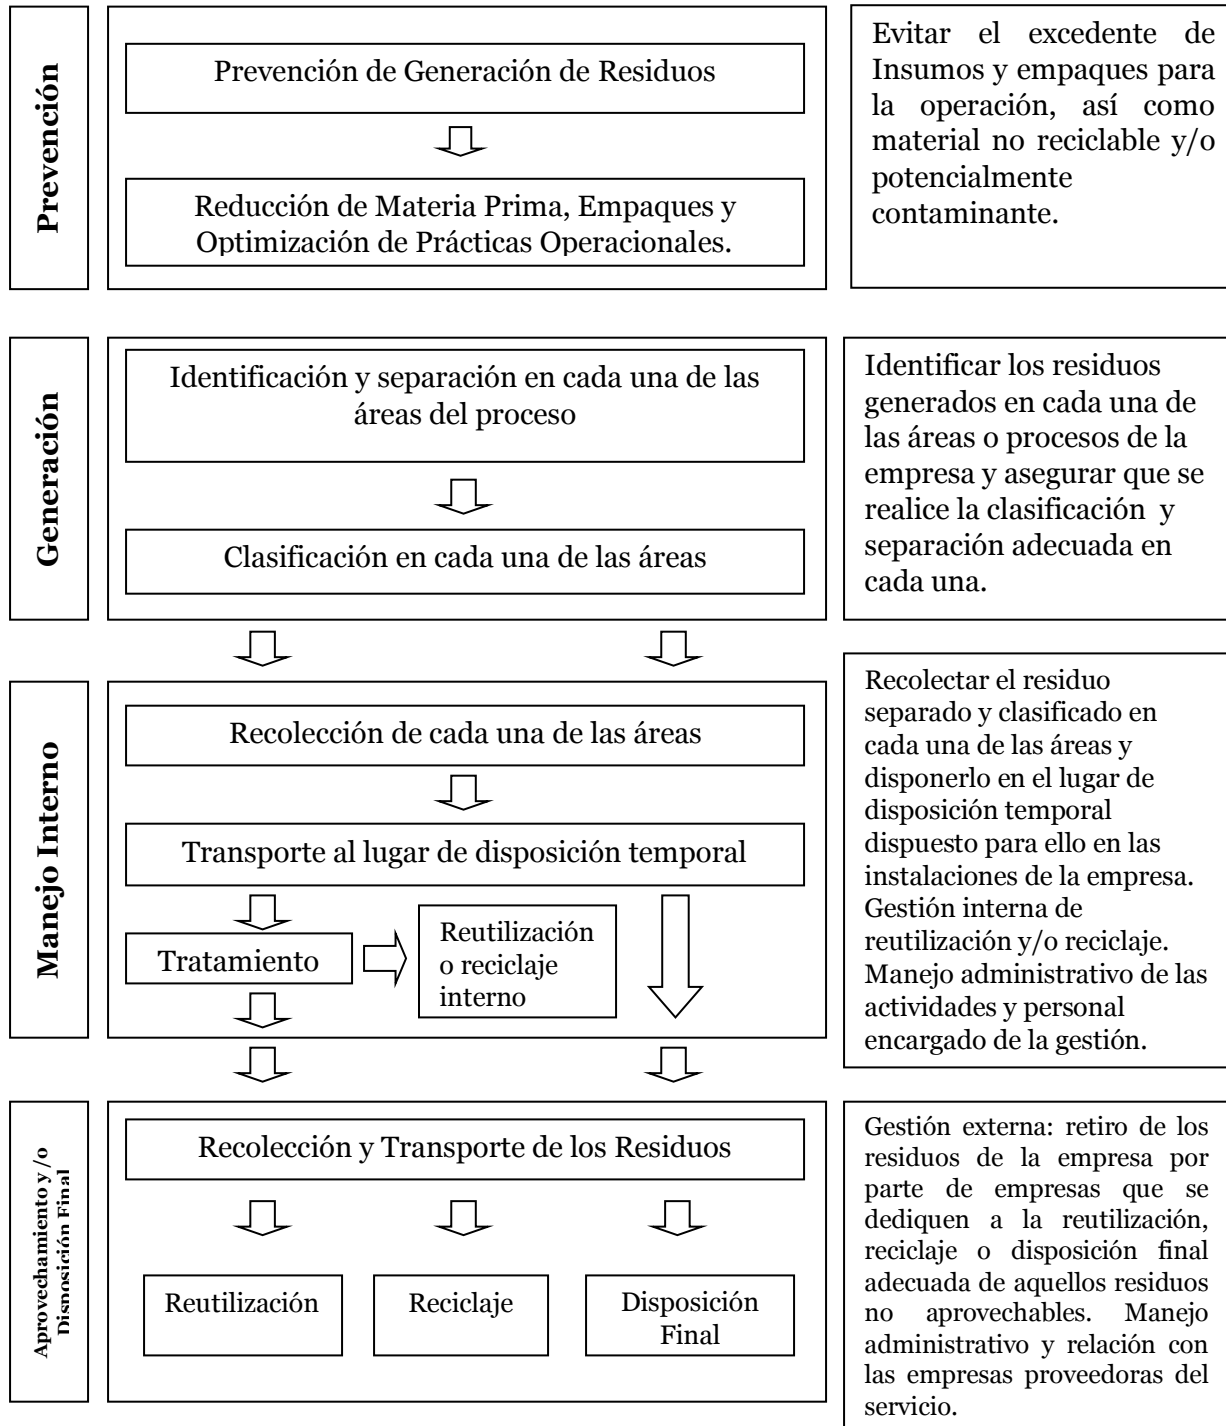 Prevención
Prevención de Generación de Residuos
Reducción de Materia Prima, Empaques y
Optimización de Prácticas Operacionales.
Evitar el excedente de
Insumos y empaques para
la operación, así como
material no reciclable y/o
potencialmente
contaminante.
Generación
Identificación y separación en cada una de las
áreas del proceso
Clasificación en cada una de las áreas
Identificar los residuos
generados en cada una de
las áreas o procesos de la
empresa y asegurar que se
realice la clasificación y
separación adecuada en
cada una.
Manejo Interno
Recolección de cada una de las áreas
Transporte al lugar de disposición temporal
Tratamiento
Reutilización
o reciclaje
interno
Recolectar el residuo
separado y clasificado en
cada una de las áreas y
disponerlo en el lugar de
disposición temporal
dispuesto para ello en las
instalaciones de la empresa.
Gestión interna de
reutilización y/o reciclaje.
Manejo administrativo de las
actividades y personal
encargado de la gestión.
Aprovechamiento y /o
Disposición Final
Recolección y Transporte de los Residuos
Reutilización
Reciclaje
Disposición
Final
Gestión externa: retiro de los
residuos de la empresa por
parte de empresas que se
dediquen a la reutilización,
reciclaje o disposición final
adecuada de aquellos residuos
no aprovechables. Manejo
administrativo y relación con
las empresas proveedoras del
servicio.